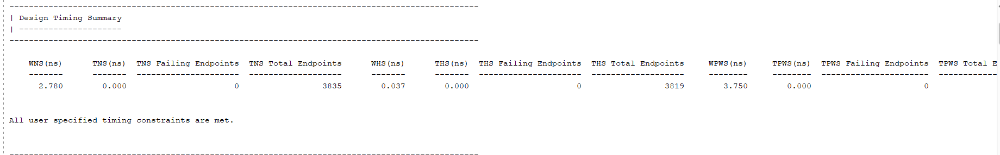 ------------------------------------------------------------------------------------------------
| Design Timing Summary
| ---------------------
------------------------------------------------------------------------------------------------
WNS(ns) TNS(ns) TNS Failing Endpoints TNS Total Endpoints WHS(ns) THS(ns) THS Failing Endpoints THS Total Endpoints WPWS(ns) TPWS(ns) TPWS Failing Endpoints TPWS Total E
------- ------- --------------------- ------------------- ------- ------- --------------------- ------------------- -------- -------- ---------------------- ------------
2.780 0.000 0 3835 0.037 0.000 0 3819 3.750 0.000 0
All user specified timing constraints are met.
------------------------------------------------------------------------------------------------